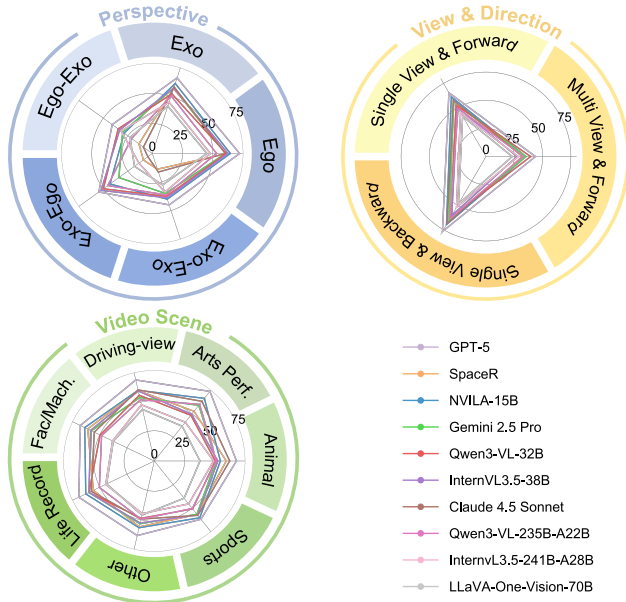 Perspective
Ego-Exo
Exo
Ego
Exo-Exo
Exo-Ego
0
25
50
75
View & Direction
Single View & Forward
Multi View & Forward
Single View & Backward
0
25
50
75
Video Scene
Driving-view
Arts Perf.
Animal
Sports
Other
Life Record
Fac/Mach.
0
25
50
75
GPT-5
SpaceR
NVILA-15B
Gemini 2.5 Pro
Qwen3-VL-32B
InternVL3.5-38B
Claude 4.5 Sonnet
Qwen3-VL-235B-A22B
InternvL3.5-241B-A28B
LLaVA-One-Vision-70B